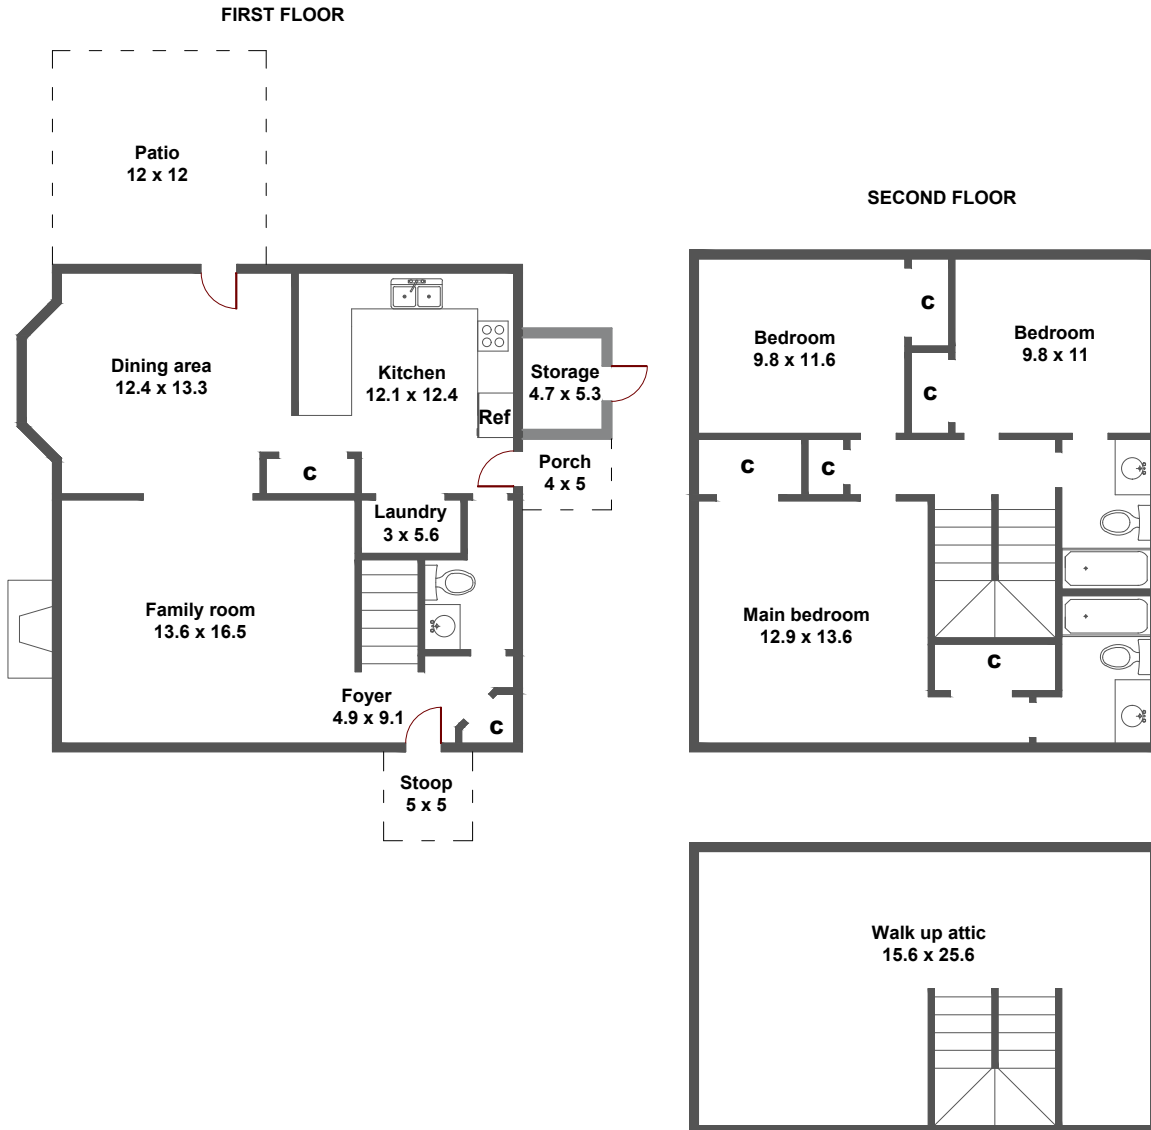 FIRST FLOOR
Patio
12 x 12
Dining area
12.4 x 13.3
Kitchen
12.1 x 12.4
Ref
Storage
4.7 x 5.3
Porch
4 x 5
C
Laundry
3 x 5.6
Family room
13.6 x 16.5
Foyer
4.9 x 9.1
C
Stoop
5 x 5
SECOND FLOOR
Bedroom
9.8 x 11.6
C
Bedroom
9.8 x 11
C
C
C
Main bedroom
12.9 x 13.6
C
Walk up attic
15.6 x 25.6